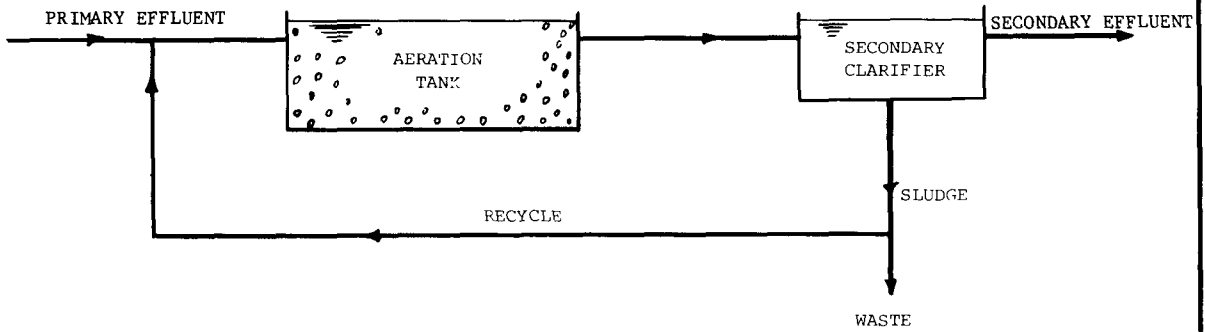 PRIMARY EFFLUENT
AERATION
TANK
SECONDARY
CLARIFIER
SECONDARY EFFLUENT
SLUDGE
RECYCLE
WASTE